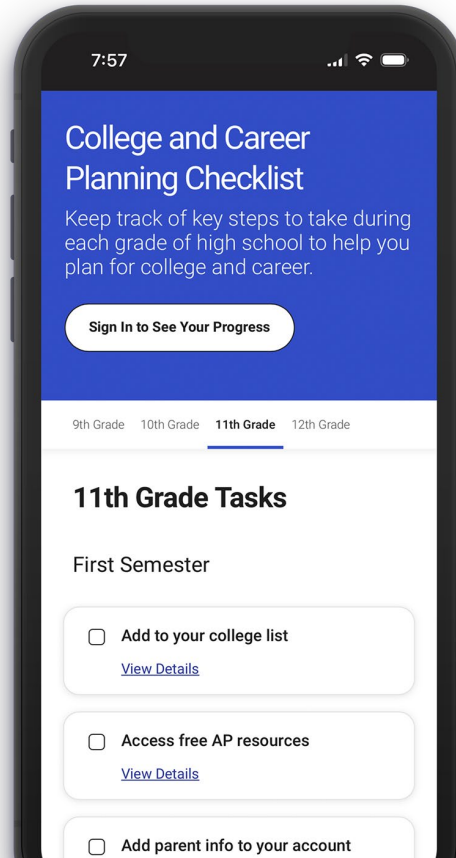 7:57
College and Career
Planning Checklist
Keep track of key steps to take during
each grade of high school to help you
plan for college and career.
Sign In to See Your Progress
9th Grade 10th Grade 11th Grade 12th Grade
11th Grade Tasks
First Semester
Add to your college list
View Details
Access free AP resources
View Details
Add parent info to your account